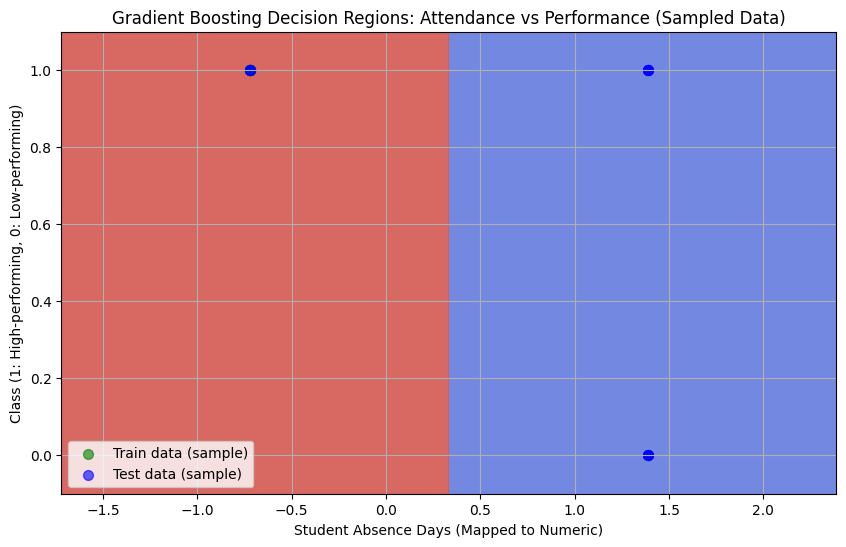 Gradient Boosting Decision Regions: Attendance vs Performance (Sampled Data)
Class (1: High-performing, 0: Low-performing)
1.0
0.8
0.6
0.4
0.2
0.0
Train data (sample)
Test data (sample)
−1.5 −1.0 −0.5 0.0 0.5 1.0 1.5 2.0
Student Absence Days (Mapped to Numeric)